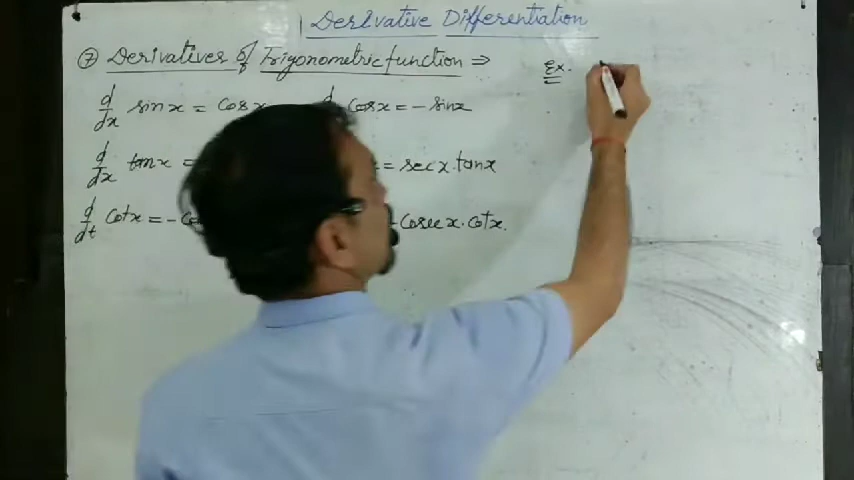 Derivative Differentiation
⑦ Derivatives of Trigonometric function ⇒
Ex.
d/dx sin x = Cos x d Cos x = - sin x
d/dx tan x = = sec x . tan x
d/dt Cot x = - Co Cosec x . Cot x .